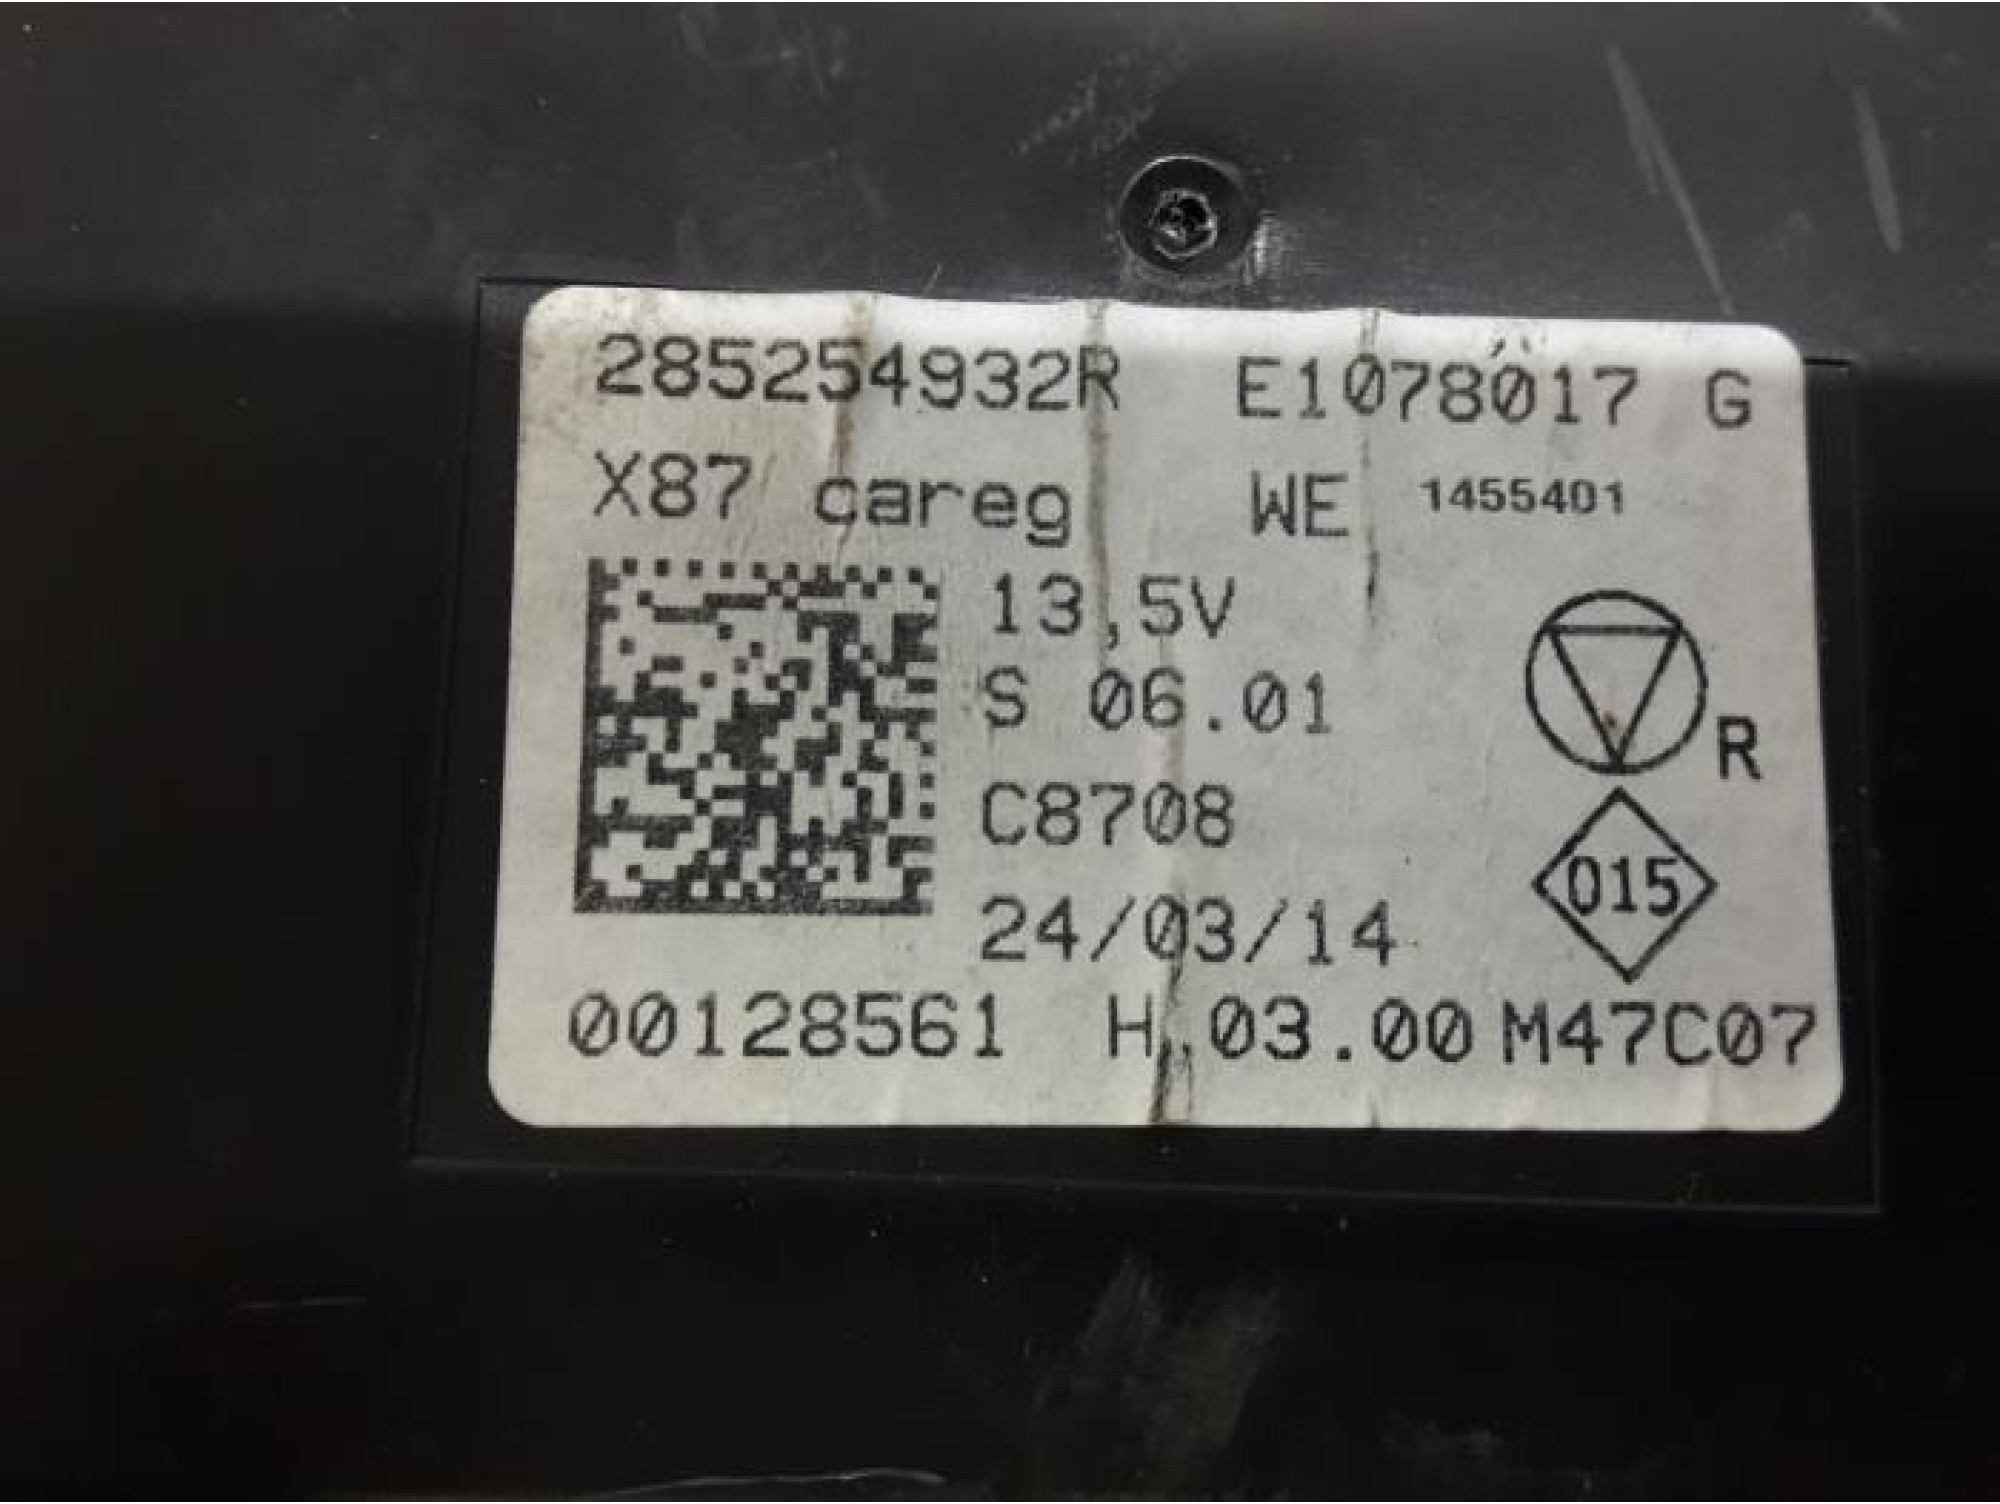 285254932R E1078017 G
X87 careg WE 1455401
13,5V
S 06.01
R
C8708
015
24/03/14
00128561 H.03.00 M47C07